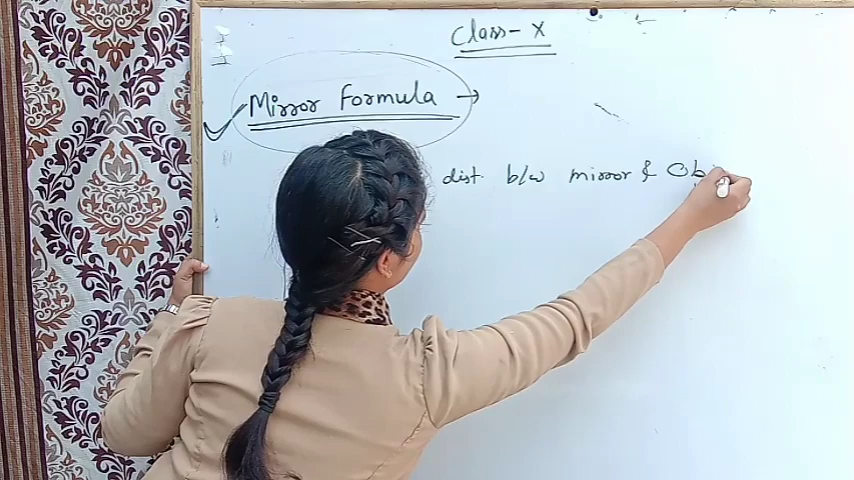 Class - X
Mirror Formula →
dist. b/w mirror & Ob